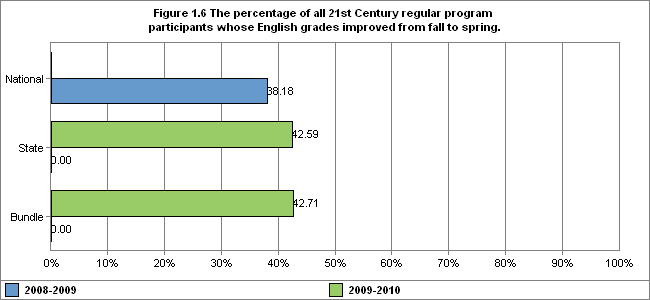 Figure 1.6 The percentage of all 21st Century regular program
participants whose English grades improved from fall to spring.
National
38.18
42.59
State
0.00
42.71
Bundle
0.00
0% 10% 20% 30% 40% 50% 60% 70% 80% 90% 100%
2008-2009 2009-2010